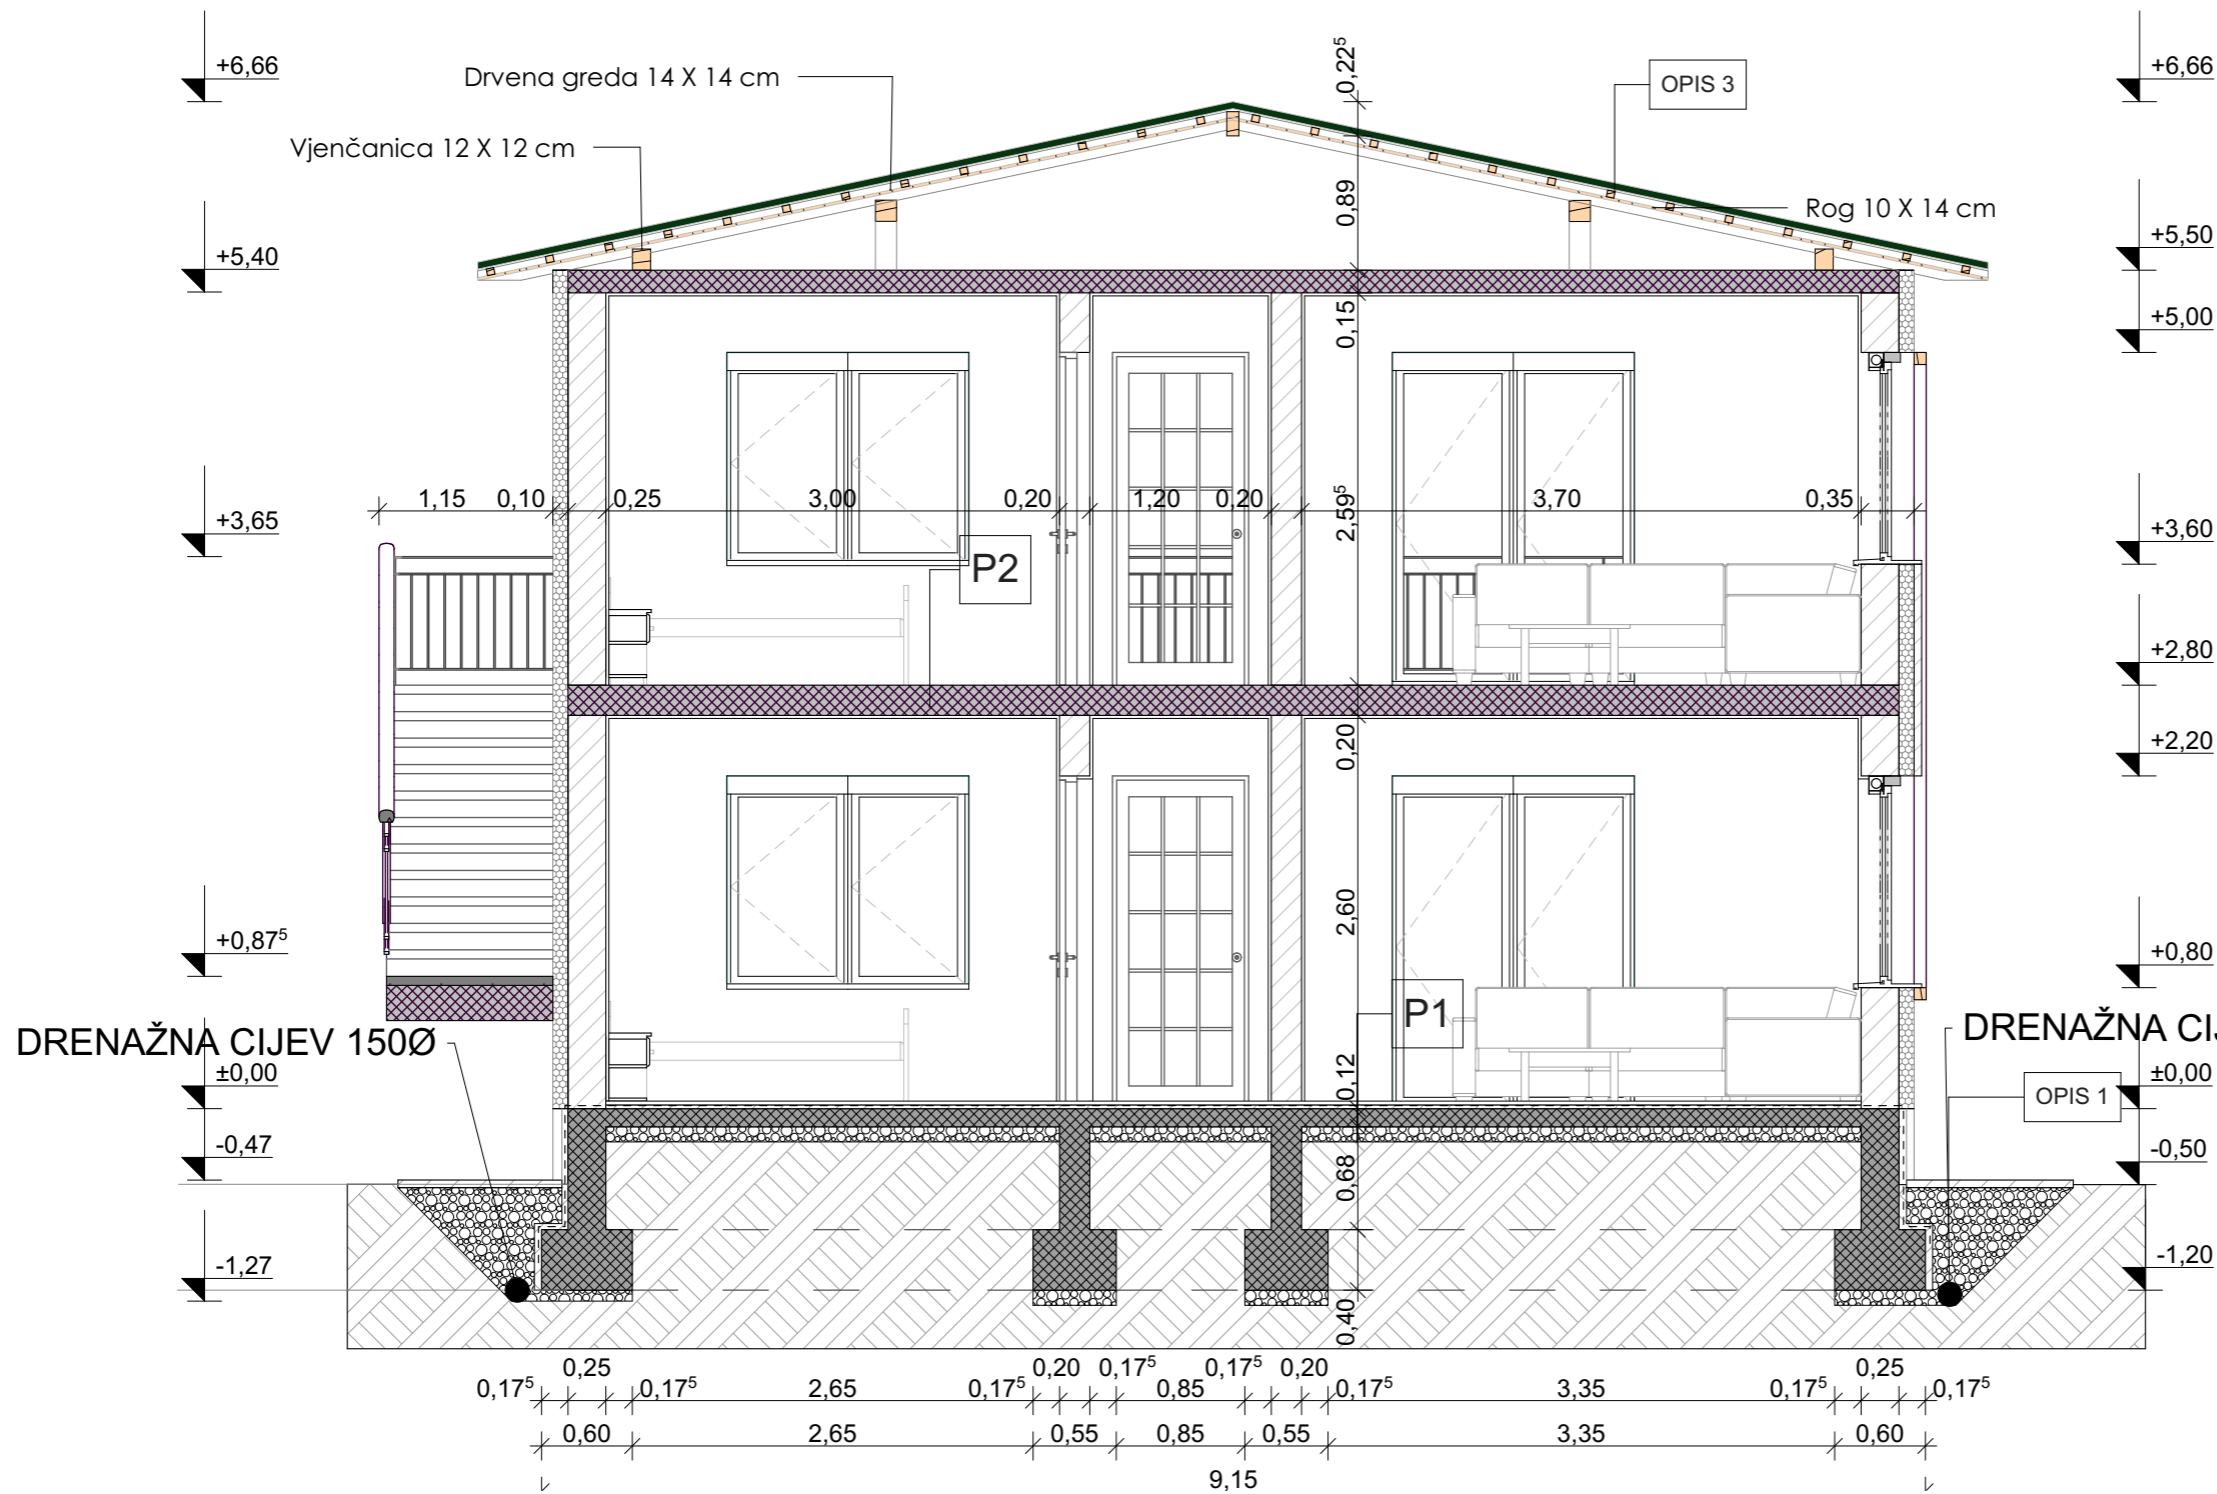 +6,66
Drvena greda 14 X 14 cm
0,22⁵
OPIS 3
+6,66
Vjenčanica 12 X 12 cm
0,89
Rog 10 X 14 cm
+5,40
+5,50
0,15
+5,00
1,15 0,10 0,25 3,00 0,20 1,20 0,20 2,59⁵ 3,70 0,35
+3,65
+3,60
P2
+2,80
0,20
+2,20
2,60
+0,87⁵
+0,80
P1
DRENAŽNA CIJEV 150Ø
DRENAŽNA CIJ
±0,00
0,12
±0,00
OPIS 1
-0,47
0,68
-0,50
-1,27
-1,20
0,40
0,17⁵ 0,25 0,17⁵ 2,65 0,17⁵ 0,20 0,17⁵ 0,85 0,17⁵ 0,20 0,17⁵ 3,35 0,17⁵ 0,25 0,17⁵
0,60 2,65 0,55 0,85 0,55 3,35 0,60
9,15